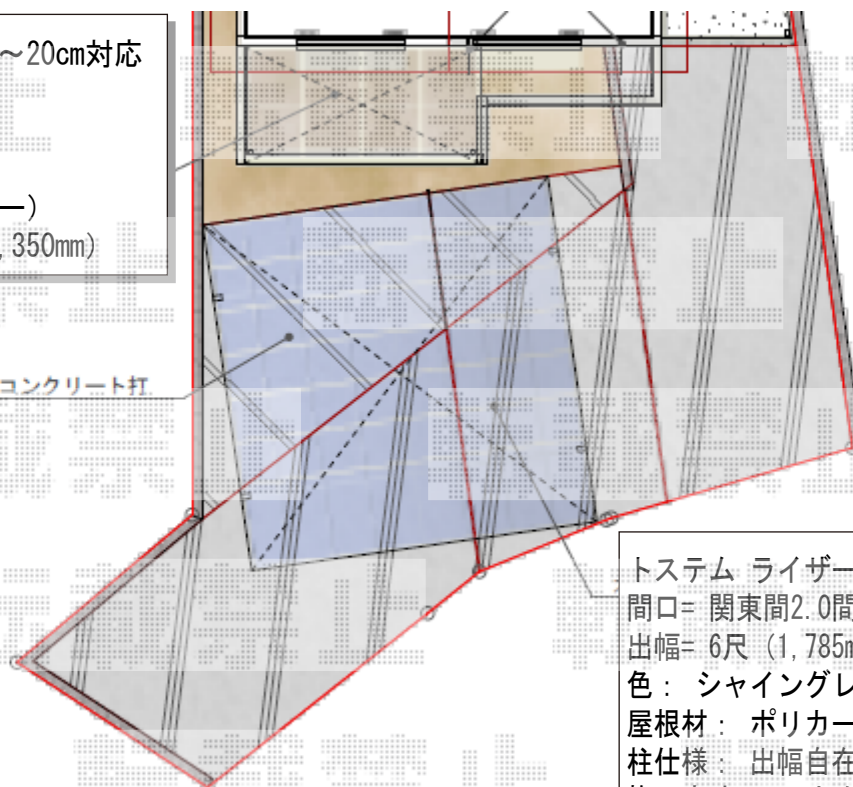 ～20cm対応
ー)
,350mm)
コンクリート打
トステム ライザー
間口= 関東間2.0間
出幅= 6尺 (1,785m
色： シャイングレ
屋根材： ポリカー
柱仕様： 出幅自在